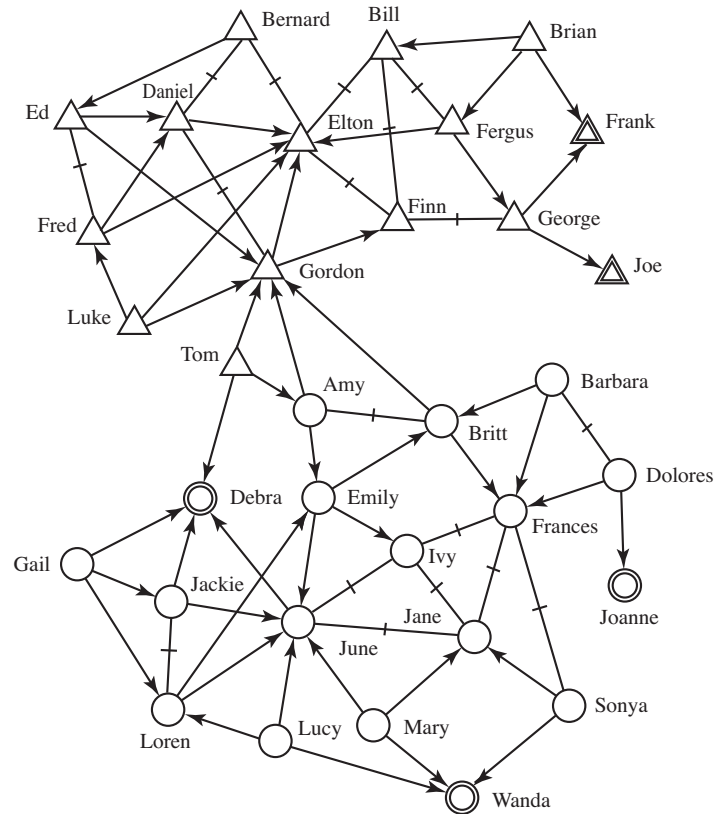 Bernard
Bill
Brian
Ed
Daniel
Elton
Fergus
Frank
Fred
Finn
George
Gordon
Joe
Luke
Tom
Amy
Barbara
Britt
Dolores
Debra
Emily
Frances
Gail
Ivy
Jackie
Jane
Joanne
June
Sonya
Loren
Lucy
Mary
Wanda